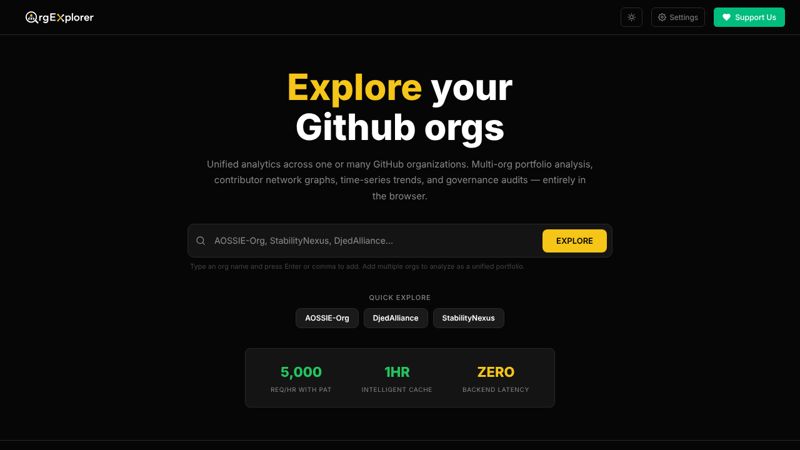 OrgExplorer
Settings
Support Us
Explore your
Github orgs
Unified analytics across one or many GitHub organizations. Multi-org portfolio analysis,
contributor network graphs, time-series trends, and governance audits — entirely in
the browser.
AOSSIE-Org, StabilityNexus, DjedAlliance...
EXPLORE
Type an org name and press Enter or comma to add. Add multiple orgs to analyze as a unified portfolio.
QUICK EXPLORE
AOSSIE-Org
DjedAlliance
StabilityNexus
5,000
1HR
ZERO
REQ/HR WITH PAT
INTELLIGENT CACHE
BACKEND LATENCY